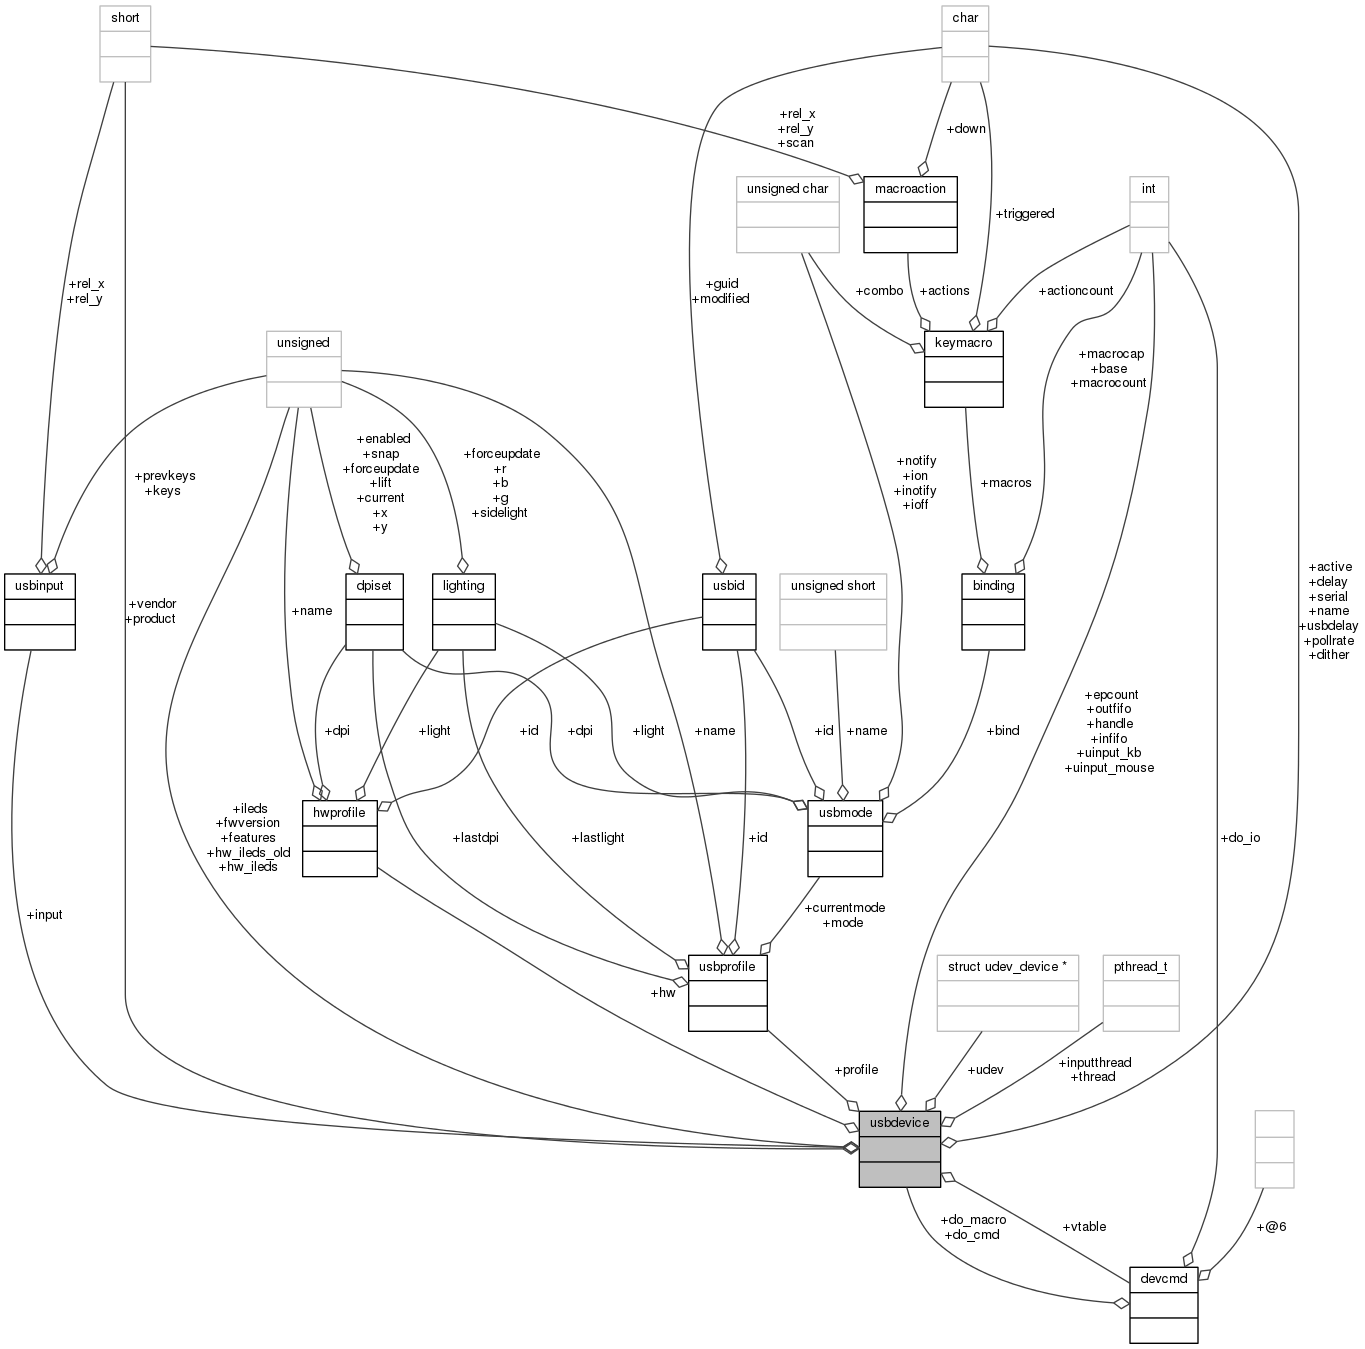 short
char
+rel_x
+rel_y
+scan
+down
unsigned char
macroaction
int
+triggered
+rel_x
+rel_y
+guid
+modified
+combo
+actions
+actioncount
unsigned
keymacro
+macrocap
+base
+macrocount
+enabled
+snap
+forceupdate
+lift
+current
+x
+y
+forceupdate
+r
+b
+g
+sidelight
+notify
+ion
+inotify
+ioff
+prevkeys
+keys
+macros
usbinput
dpiset
lighting
usbid
unsigned short
binding
+vendor
+product
+name
+active
+delay
+serial
+name
+usbdelay
+pollrate
+dither
+dpi
+light
+id
+dpi
+light
+name
+id
+name
+bind
+epcount
+outfifo
+handle
+infifo
+uinput_kb
+uinput_mouse
+ileds
+fwversion
+features
+hw_ileds_old
+hw_ileds
hwprofile
usbmode
+lastdpi
+lastlight
+id
+do_io
+input
+currentmode
+mode
usbprofile
struct udev_device *
pthread_t
+hw
+profile
+udev
+inputthread
+thread
usbdevice
+do_macro
+do_cmd
+vtable
+@6
devcmd